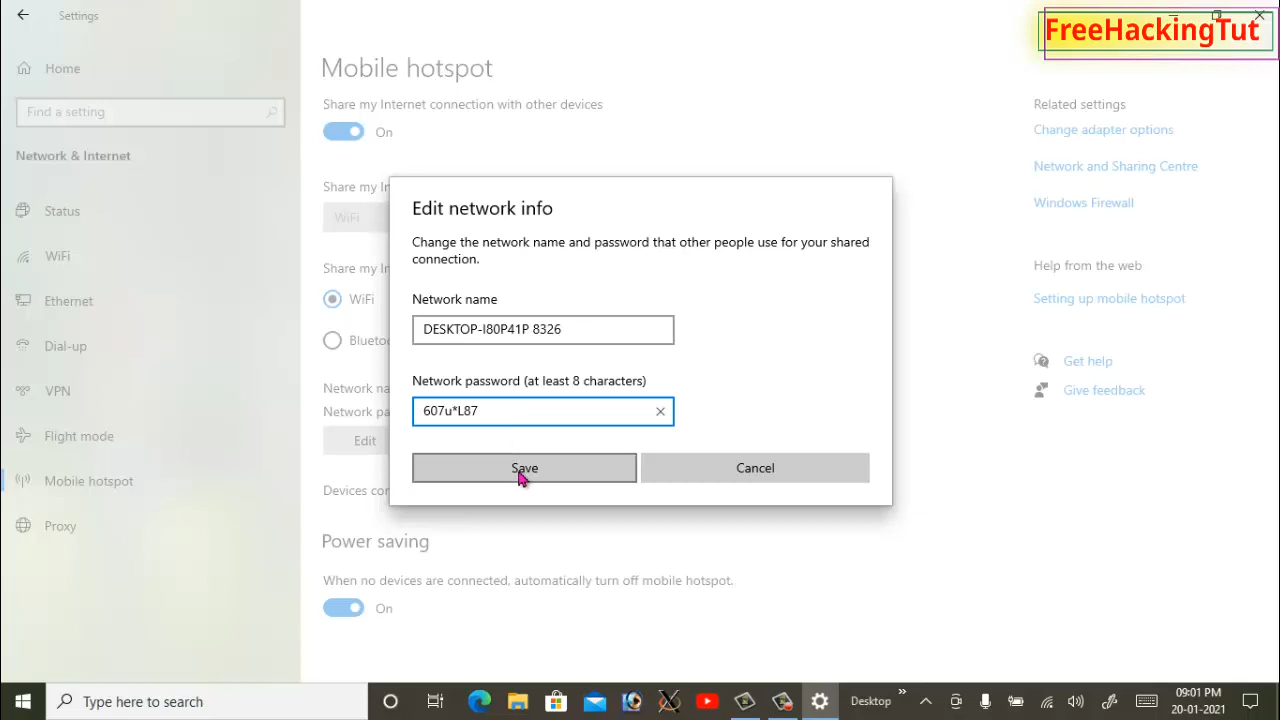 Settings
FreeHackingTut
Home
Find a setting
Network & Internet
Status
WiFi
Ethernet
Dial-up
VPN
Flight mode
Mobile hotspot
Proxy
Mobile hotspot
Share my Internet connection with other devices
On
Share my In
WiFi
Share my In
WiFi
Bluetoo
Network na
Network pa
Edit
Devices con
Power saving
When no devices are connected, automatically turn off mobile hotspot.
On
Edit network info
Change the network name and password that other people use for your shared
connection.
Network name
DESKTOP-I80P41P 8326
Network password (at least 8 characters)
607u*L87
Save
Cancel
Related settings
Change adapter options
Network and Sharing Centre
Windows Firewall
Help from the web
Setting up mobile hotspot
Get help
Give feedback
Type here to search
Desktop
09:01 PM
20-01-2021